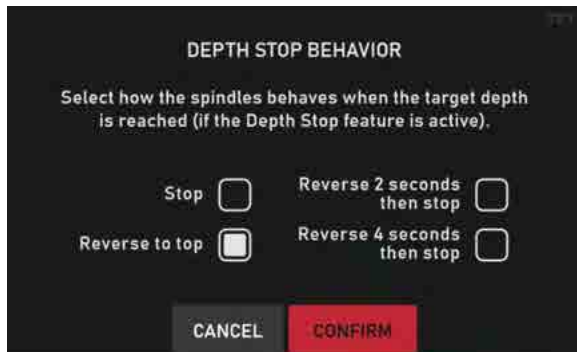 DEPTH STOP BEHAVIOR
Select how the spindles behaves when the target depth
is reached (if the Depth Stop feature is active).
Stop
Reverse 2 seconds
then stop
Reverse to top
Reverse 4 seconds
then stop
CANCEL
CONFIRM